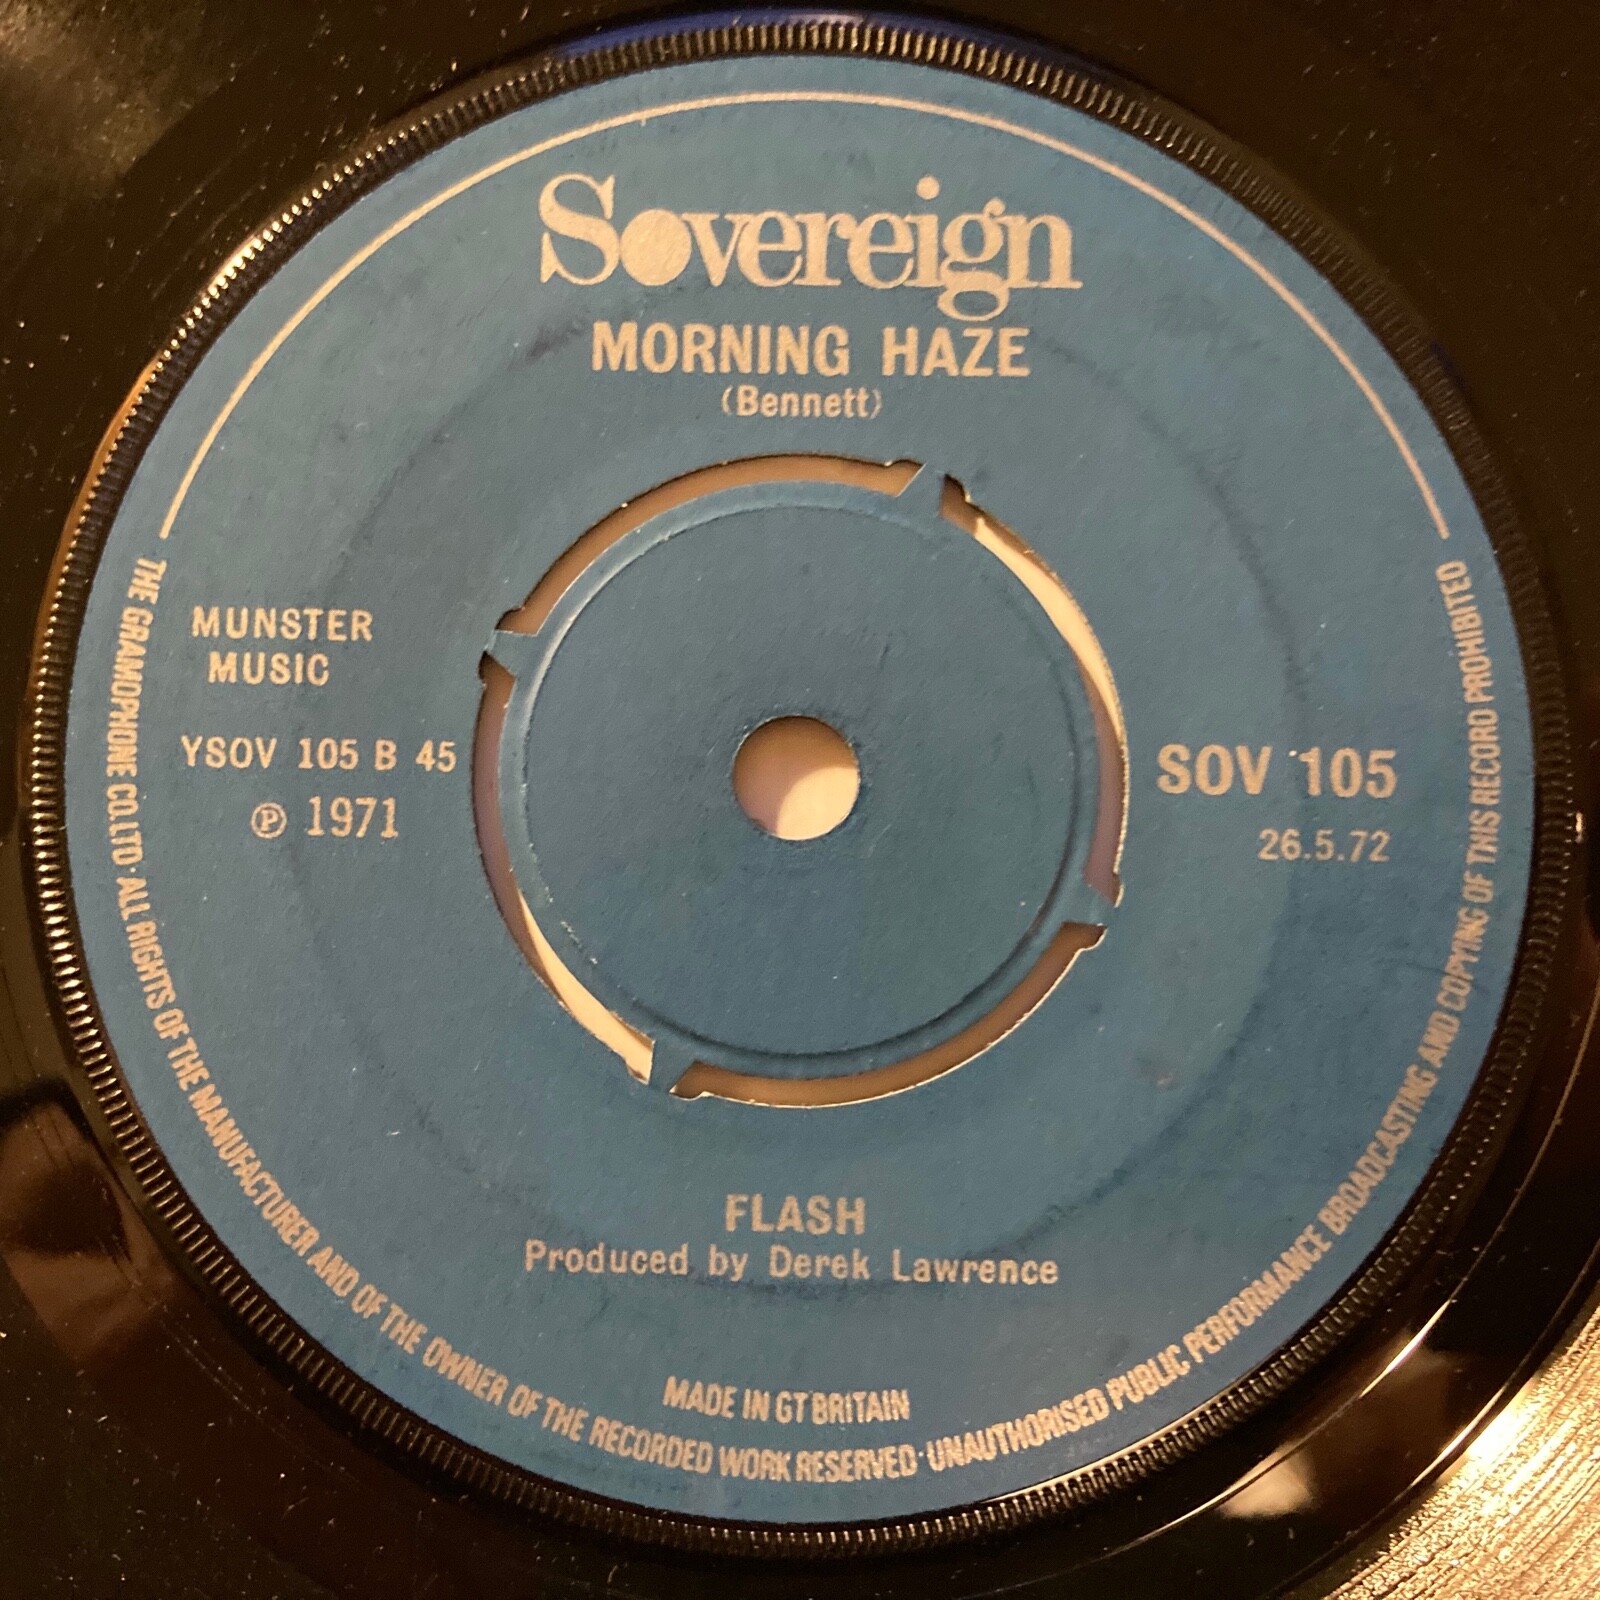 Sovereign
MORNING HAZE
(Bennett)
MUNSTER
MUSIC
YSOV 105 B 45
℗ 1971
SOV 105
26.5.72
FLASH
Produced by Derek Lawrence
MADE IN GT BRITAIN
THE GRAMOPHONE CO. LTD · ALL RIGHTS OF THE MANUFACTURER AND OF THE OWNER OF THE RECORDED WORK RESERVED · UNAUTHORISED PUBLIC PERFORMANCE BROADCASTING AND COPYING OF THIS RECORD PROHIBITED